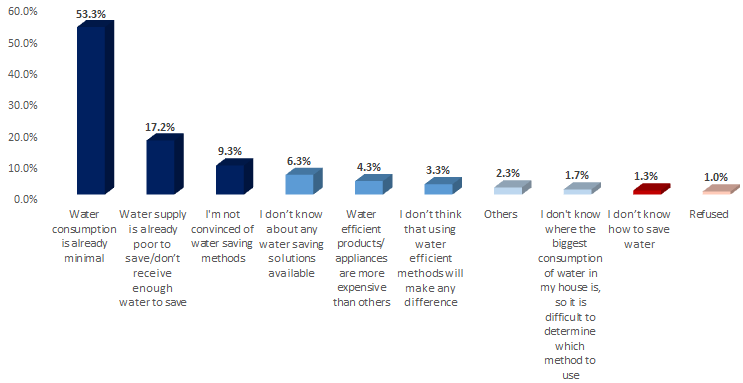 60.0%
50.0%
40.0%
30.0%
20.0%
10.0%
0.0%
53.3%
17.2%
9.3%
6.3%
4.3%
3.3%
2.3%
1.7%
1.3%
1.0%
Water
consumption
is already
minimal
Water supply
is already
poor to
save/don't
receive
enough
water to save
I'm not
convinced of
water saving
methods
I don't know
about any
water saving
solutions
available
Water
efficient
products/
appliances
are more
expensive
than others
I don't think
that using
water
efficient
methods will
make any
difference
Others
I don't know
where the
biggest
consumption
of water in
my house is,
so it is
difficult to
determine
which
method to
use
I don't know
how to save
water
Refused